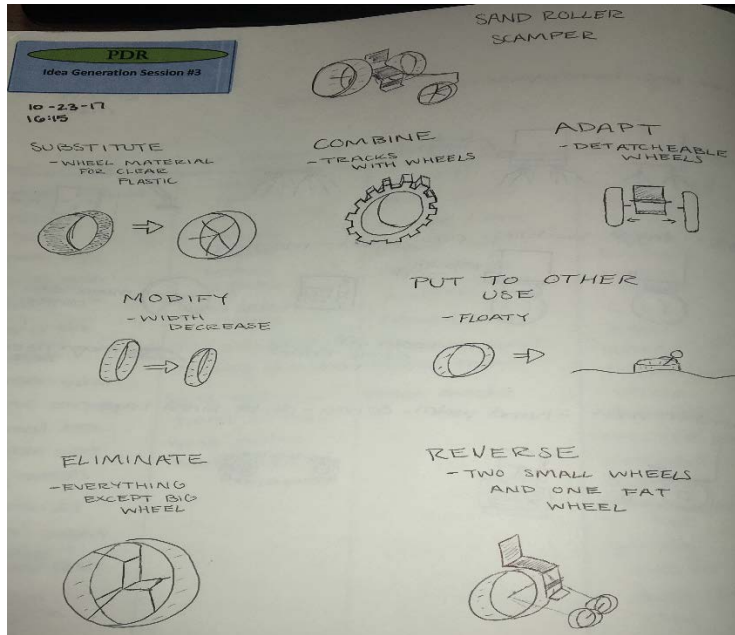 SAND ROLLER
SCAMPER
PDR
Idea Generation Session #3
10-23-17
16:15
SUBSTITUTE
- WHEEL MATERIAL
FOR CLEAR
PLASTIC
COMBINE
- TRACKS
WITH WHEELS
ADAPT
- DETATCHEABLE
WHEELS
MODIFY
- WIDTH
DECREASE
PUT TO OTHER
USE
- FLOATY
ELIMINATE
- EVERYTHING
EXCEPT BIG
WHEEL
REVERSE
- TWO SMALL WHEELS
AND ONE FAT
WHEEL